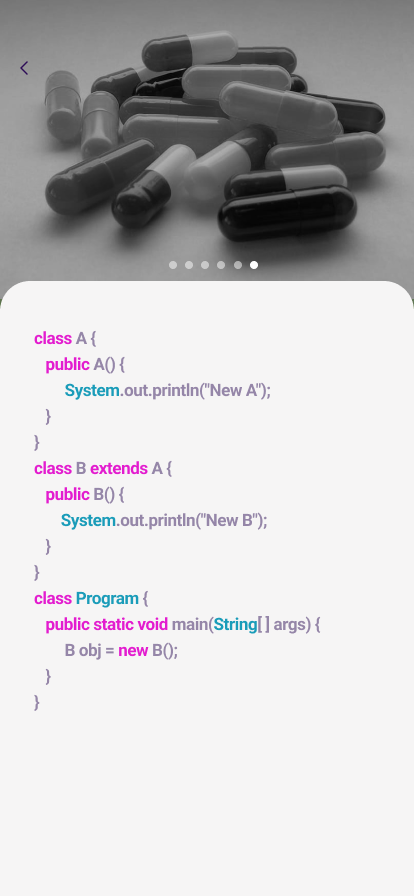 class A {
public A() {
System.out.println("New A");
}
}
class B extends A {
public B() {
System.out.println("New B");
}
}
class Program {
public static void main(String[ ] args) {
B obj = new B();
}
}